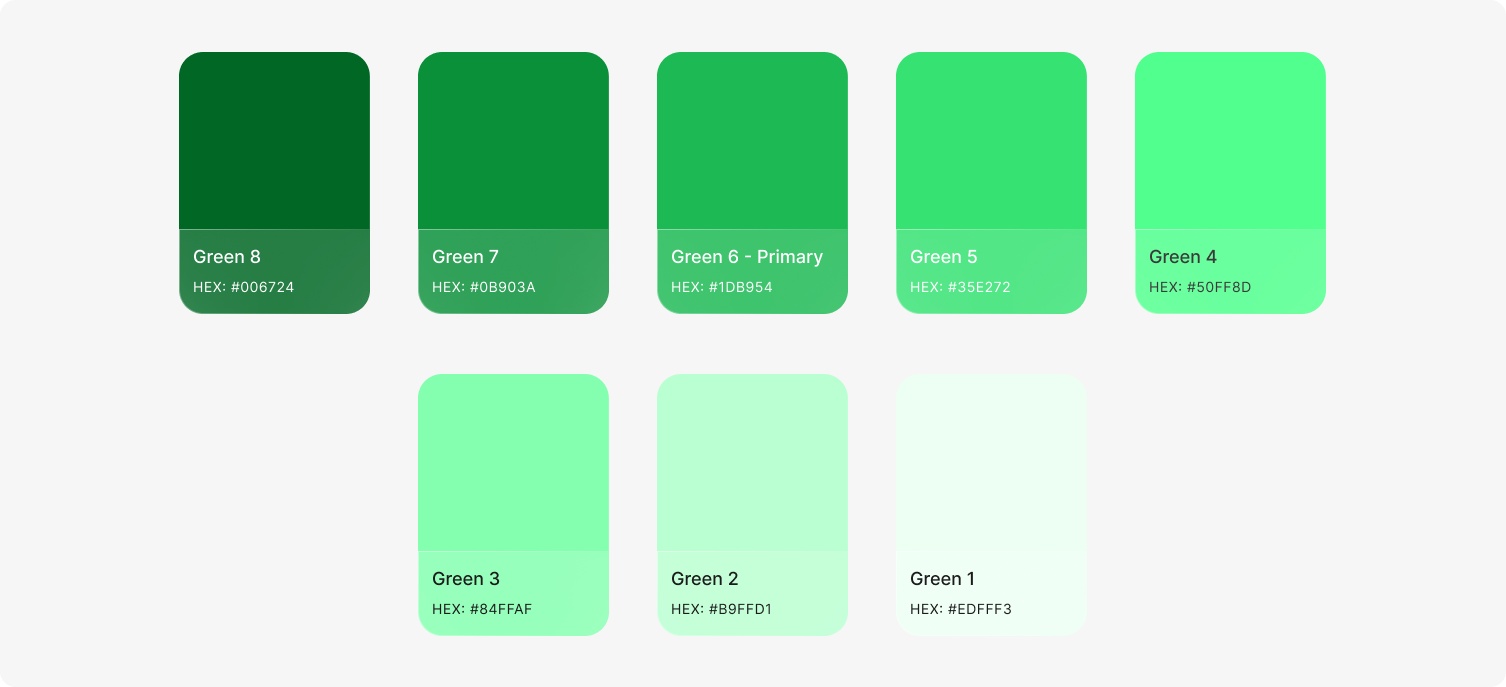 Green 8
HEX: #006724
Green 7
HEX: #0B903A
Green 6 - Primary
HEX: #1DB954
Green 5
HEX: #35E272
Green 4
HEX: #50FF8D
Green 3
HEX: #84FFAF
Green 2
HEX: #B9FFD1
Green 1
HEX: #EDFFF3